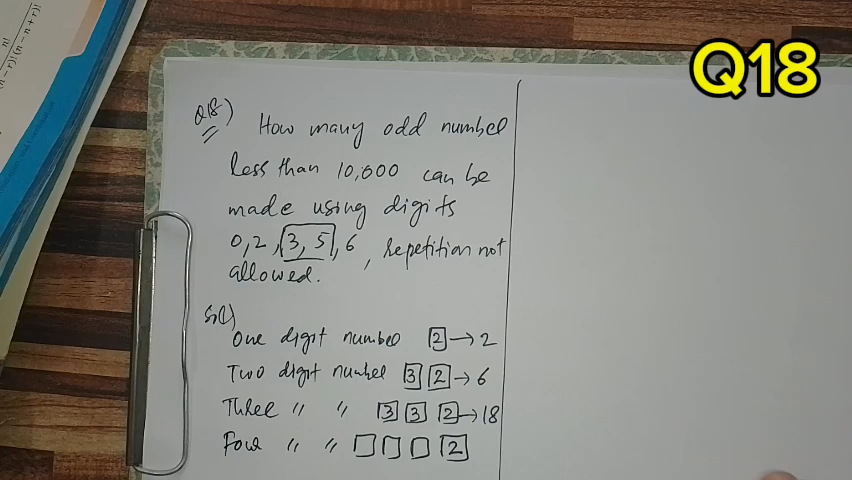 Q18
Q18)
How many odd number
less than 10,000 can be
made using digits
0,2,3,5,6, repetition not
allowed.
Sol)
One digit number 2→2
Two digit number 3 2→6
Three " " 3 3 2→18
Four " " 2
n!
(n-r)!(n-n+r)!